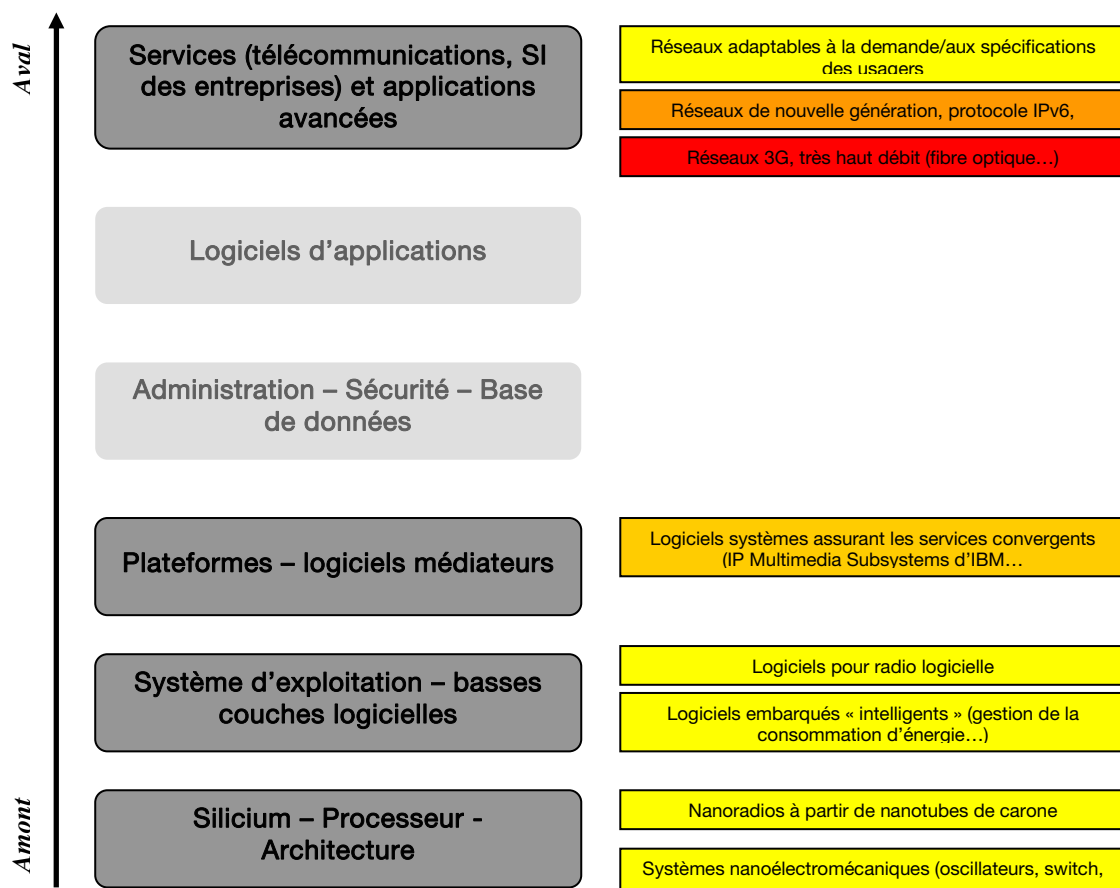 Aval
Services (télécommunications, SI
des entreprises) et applications
avancées
Réseaux adaptables à la demande/aux spécifications
des usagers
Réseaux de nouvelle génération, protocole IPv6,
Réseaux 3G, très haut débit (fibre optique…)
Logiciels d’applications
Administration – Sécurité – Base
de données
Plateformes – logiciels médiateurs
Logiciels systèmes assurant les services convergents
(IP Multimedia Subsystems d’IBM…
Système d’exploitation – basses
couches logicielles
Logiciels pour radio logicielle
Logiciels embarqués « intelligents » (gestion de la
consommation d’énergie…)
Amont
Silicium – Processeur -
Architecture
Nanoradios à partir de nanotubes de carone
Systèmes nanoélectromécaniques (oscillateurs, switch,